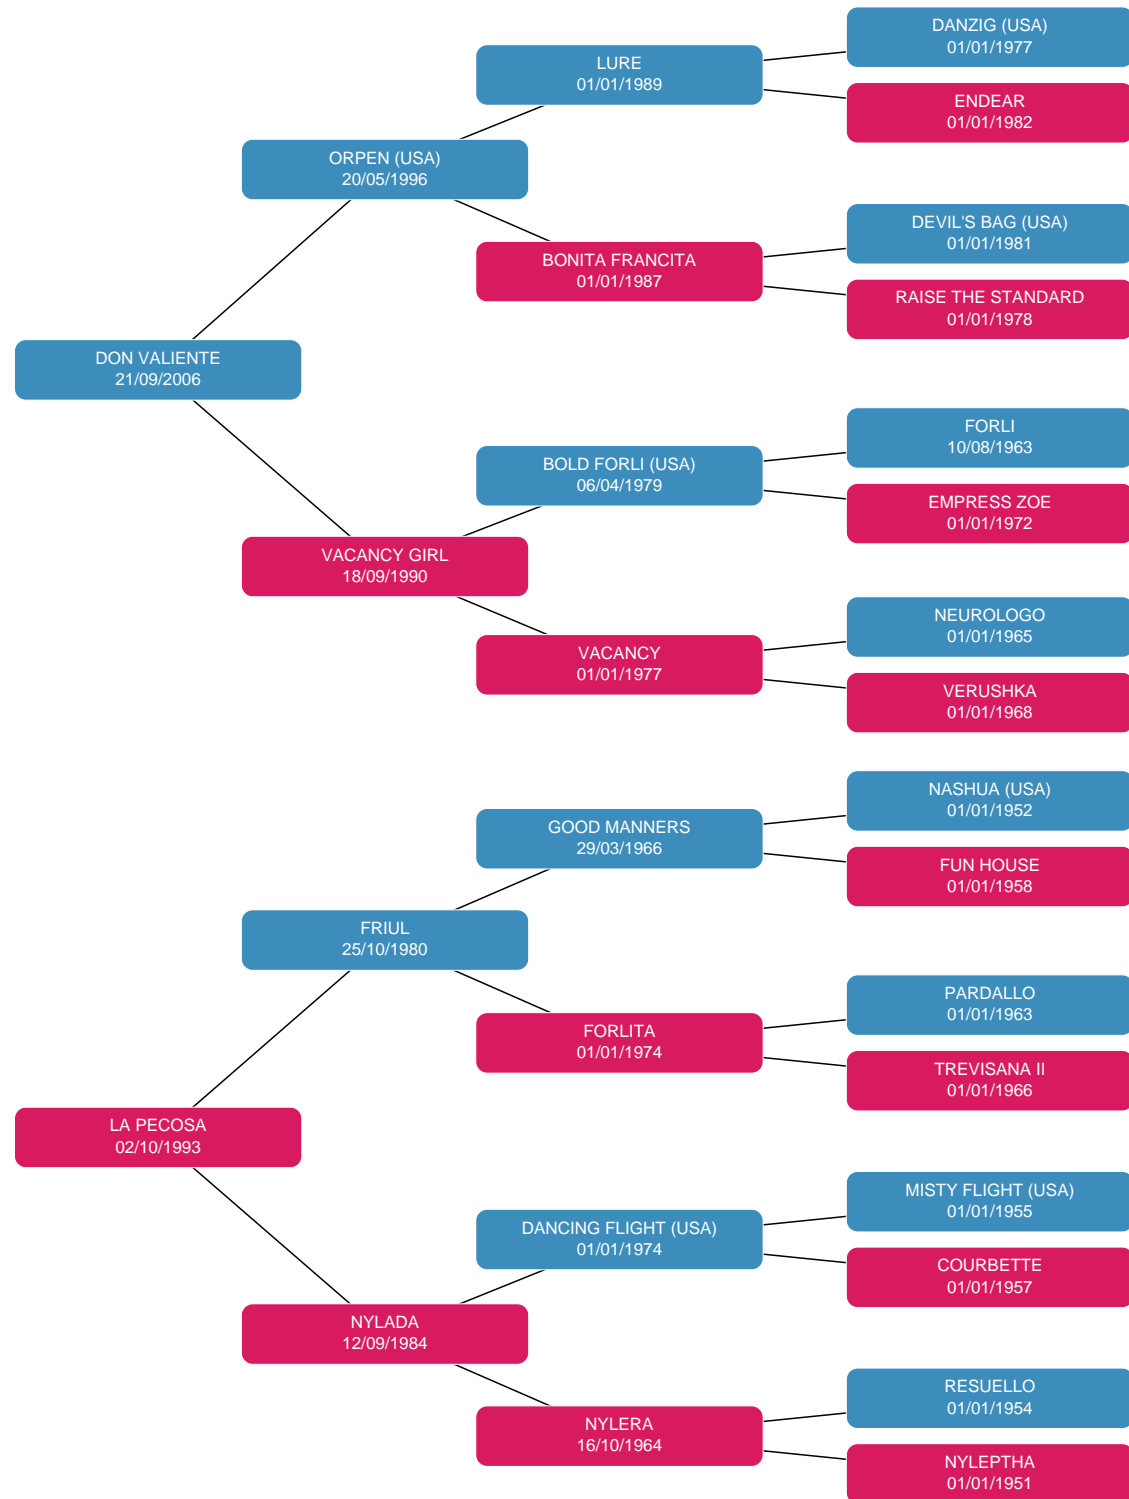 DANZIG (USA)
01/01/1977
LURE
01/01/1989
ENDEAR
01/01/1982
ORPEN (USA)
20/05/1996
DEVIL'S BAG (USA)
01/01/1981
BONITA FRANCITA
01/01/1987
RAISE THE STANDARD
01/01/1978
DON VALIENTE
21/09/2006
FORLI
10/08/1963
BOLD FORLI (USA)
06/04/1979
EMPRESS ZOE
01/01/1972
VACANCY GIRL
18/09/1990
NEUROLOGO
01/01/1965
VACANCY
01/01/1977
VERUSHKA
01/01/1968
NASHUA (USA)
01/01/1952
GOOD MANNERS
29/03/1966
FUN HOUSE
01/01/1958
FRIUL
25/10/1980
PARDALLO
01/01/1963
FORLITA
01/01/1974
TREVISANA II
01/01/1966
LA PECOSA
02/10/1993
MISTY FLIGHT (USA)
01/01/1955
DANCING FLIGHT (USA)
01/01/1974
COURBETTE
01/01/1957
NYLADA
12/09/1984
RESUELLO
01/01/1954
NYLERA
16/10/1964
NYLEPTHA
01/01/1951